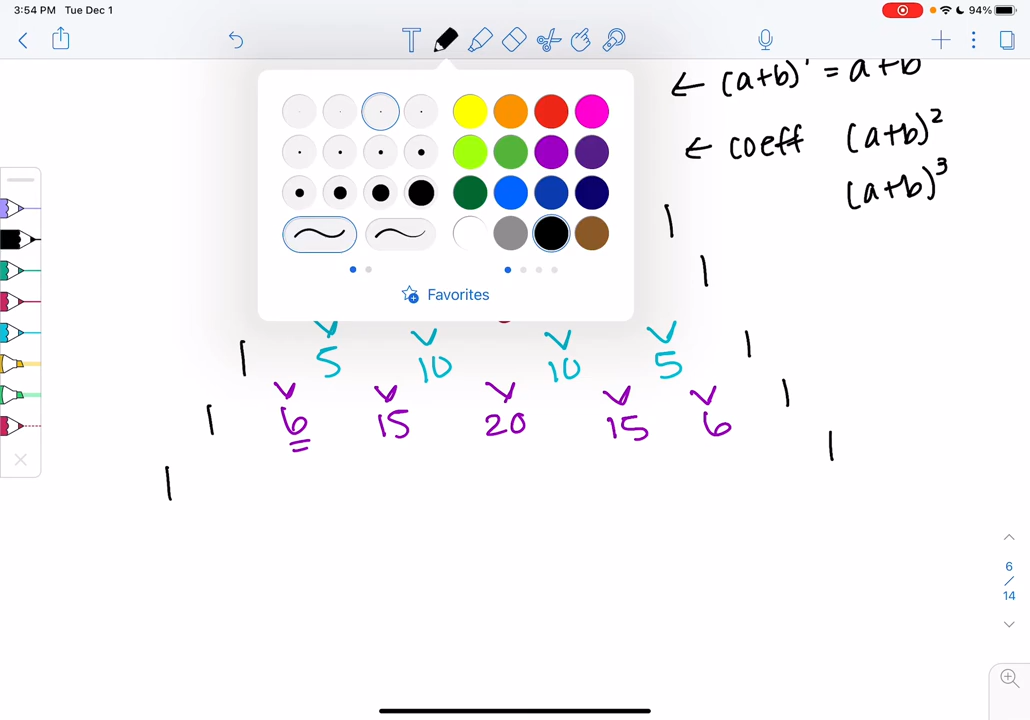 3:54 PM Tue Dec 1
94%
T
← (a+b)¹ = a+b
← coeff (a+b)²
(a+b)³
1
1
Favorites
1 5 10 10 5 1
1 6 15 20 15 6 1
1 1
6
/
14